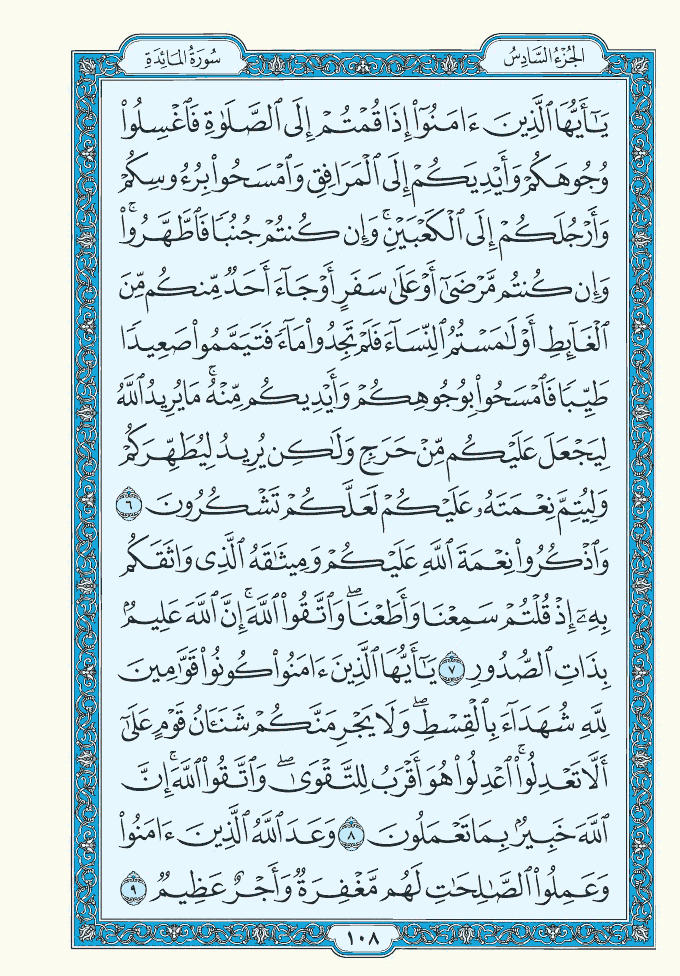 الجُزْءُ السَّادِسُ
سُورَةُ المَائِدَةِ
يَٰٓأَيُّهَا ٱلَّذِينَ ءَامَنُوٓا۟ إِذَا قُمْتُمْ إِلَى ٱلصَّلَوٰةِ فَٱغْسِلُوا۟
وُجُوهَكُمْ وَأَيْدِيَكُمْ إِلَى ٱلْمَرَافِقِ وَٱمْسَحُوا۟ بِرُءُوسِكُمْ
وَأَرْجُلَكُمْ إِلَى ٱلْكَعْبَيْنِ ۚ وَإِن كُنتُمْ جُنُبًا فَٱطَّهَّرُوا۟ ۚ
وَإِن كُنتُم مَّرْضَىٰٓ أَوْ عَلَىٰ سَفَرٍ أَوْ جَآءَ أَحَدٌ مِّنكُم مِّنَ
ٱلْغَآئِطِ أَوْ لَٰمَسْتُمُ ٱلنِّسَآءَ فَلَمْ تَجِدُوا۟ مَآءً فَتَيَمَّمُوا۟ صَعِيدًا
طَيِّبًا فَٱمْسَحُوا۟ بِوُجُوهِكُمْ وَأَيْدِيكُم مِّنْهُ ۚ مَا يُرِيدُ ٱللَّهُ
لِيَجْعَلَ عَلَيْكُم مِّنْ حَرَجٍ وَلَٰكِن يُرِيدُ لِيُطَهِّرَكُمْ
وَلِيُتِمَّ نِعْمَتَهُۥ عَلَيْكُمْ لَعَلَّكُمْ تَشْكُرُونَ ٦
وَٱذْكُرُوا۟ نِعْمَةَ ٱللَّهِ عَلَيْكُمْ وَمِيثَٰقَهُ ٱلَّذِى وَاثَقَكُم
بِهِۦٓ إِذْ قُلْتُمْ سَمِعْنَا وَأَطَعْنَا ۖ وَٱتَّقُوا۟ ٱللَّهَ ۚ إِنَّ ٱللَّهَ عَلِيمٌۢ
بِذَاتِ ٱلصُّدُورِ ٧ يَٰٓأَيُّهَا ٱلَّذِينَ ءَامَنُوا۟ كُونُوا۟ قَوَّٰمِينَ
لِلَّهِ شُهَدَآءَ بِٱلْقِسْطِ ۖ وَلَا يَجْرِمَنَّكُمْ شَنَـَٔانُ قَوْمٍ عَلَىٰٓ
أَلَّا تَعْدِلُوا۟ ۚ ٱعْدِلُوا۟ هُوَ أَقْرَبُ لِلتَّقْوَىٰ ۖ وَٱتَّقُوا۟ ٱللَّهَ ۚ إِنَّ
ٱللَّهَ خَبِيرٌۢ بِمَا تَعْمَلُونَ ٨ وَعَدَ ٱللَّهُ ٱلَّذِينَ ءَامَنُوا۟
وَعَمِلُوا۟ ٱلصَّٰلِحَٰتِ لَهُم مَّغْفِرَةٌ وَأَجْرٌ عَظِيمٌ ٩
١٠٨